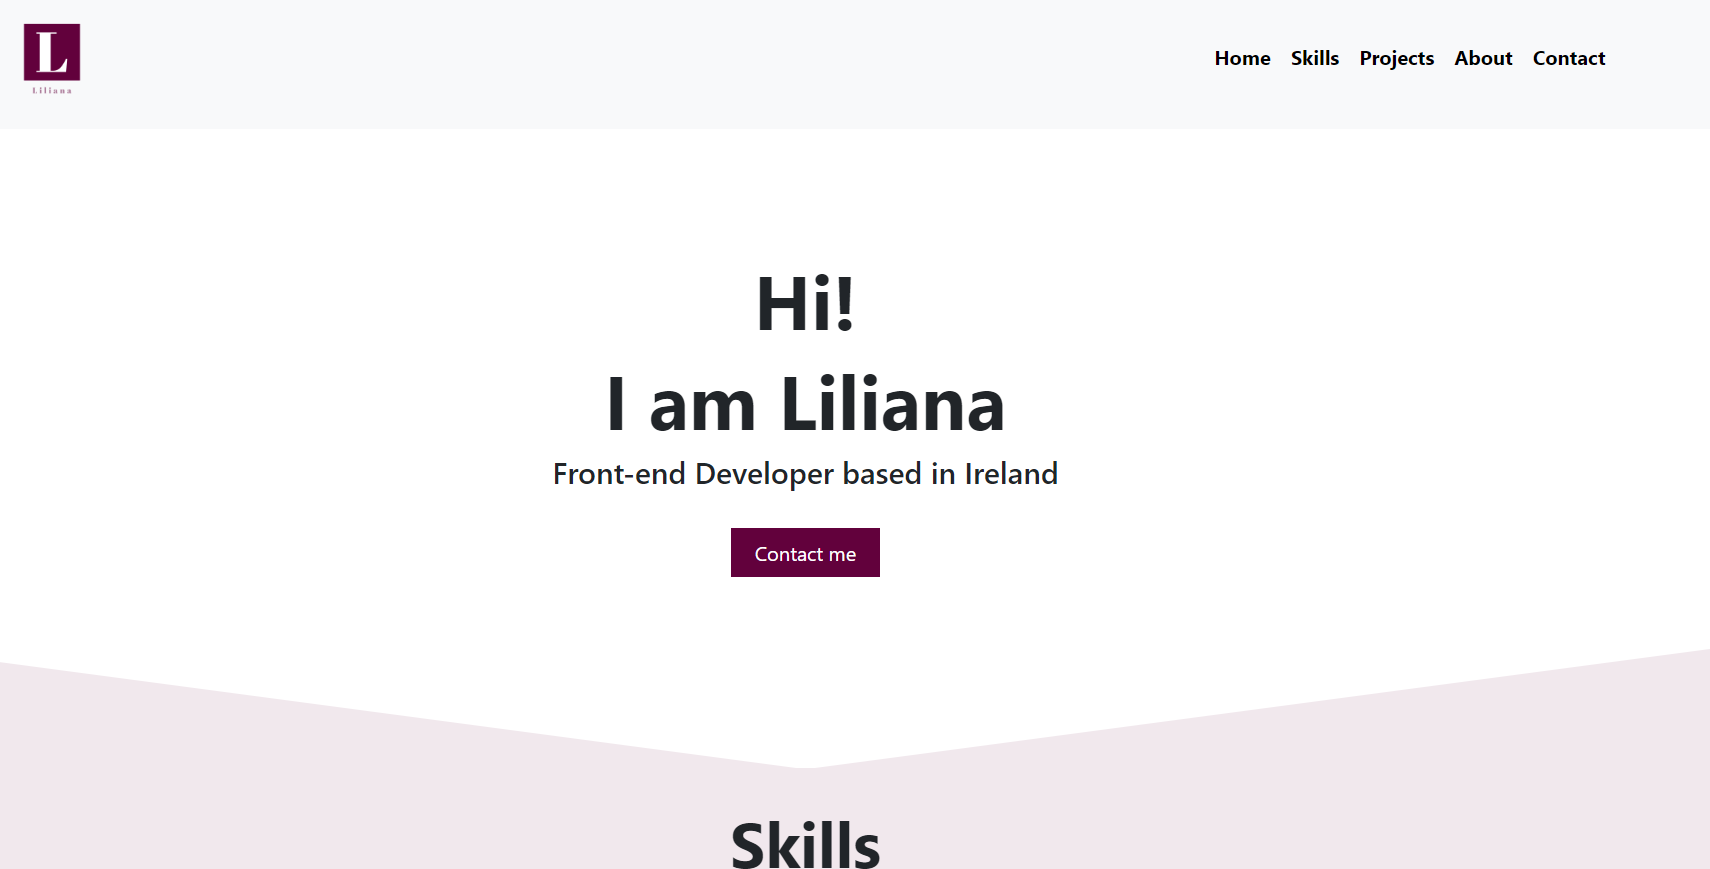 L
Liliana
Home Skills Projects About Contact
Hi!
I am Liliana
Front-end Developer based in Ireland
Contact me
Skills